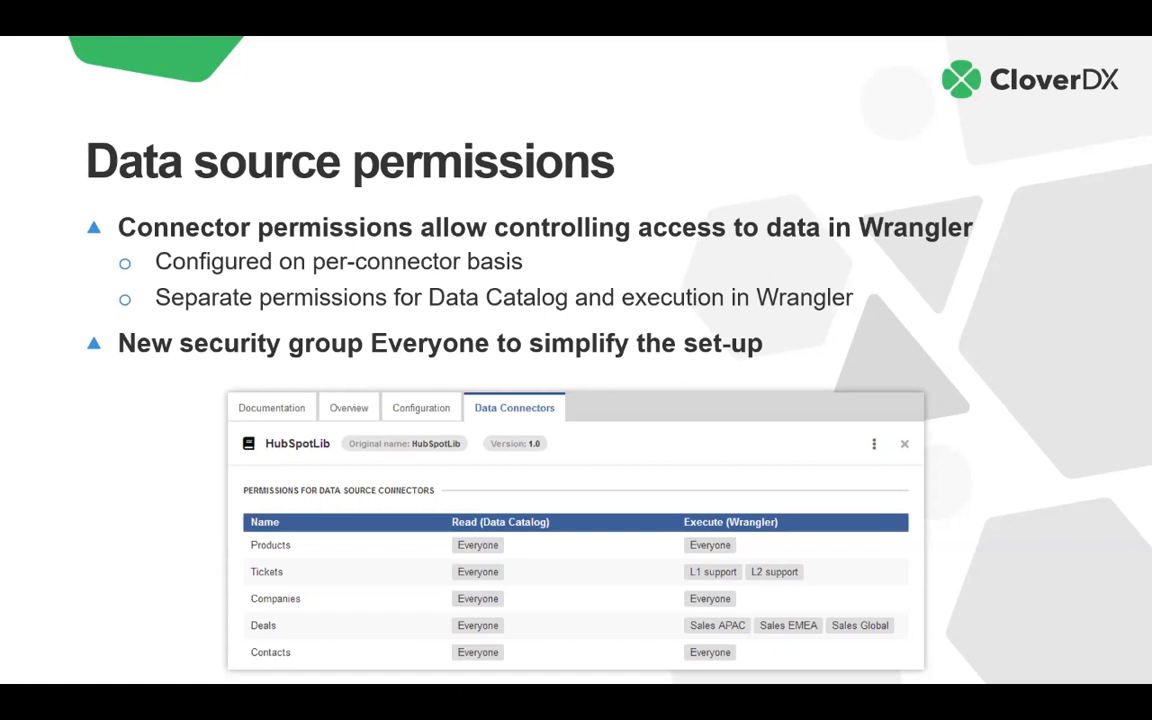 CloverDX
Data source permissions
Connector permissions allow controlling access to data in Wrangler
Configured on per-connector basis
Separate permissions for Data Catalog and execution in Wrangler
New security group Everyone to simplify the set-up
Documentation Overview Configuration Data Connectors
HubSpotLib Original name: HubSpotLib Version: 1.0
PERMISSIONS FOR DATA SOURCE CONNECTORS
Name Read (Data Catalog) Execute (Wrangler)
Products Everyone Everyone
Tickets Everyone L1 support L2 support
Companies Everyone Everyone
Deals Everyone Sales APAC Sales EMEA Sales Global
Contacts Everyone Everyone